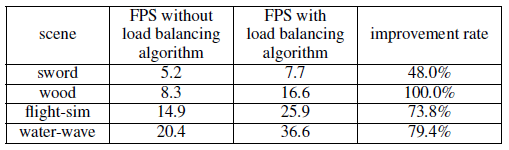 scene FPS without load balancing algorithm FPS with load balancing algorithm improvement rate
sword 5.2 7.7 48.0%
wood 8.3 16.6 100.0%
flight-sim 14.9 25.9 73.8%
water-wave 20.4 36.6 79.4%